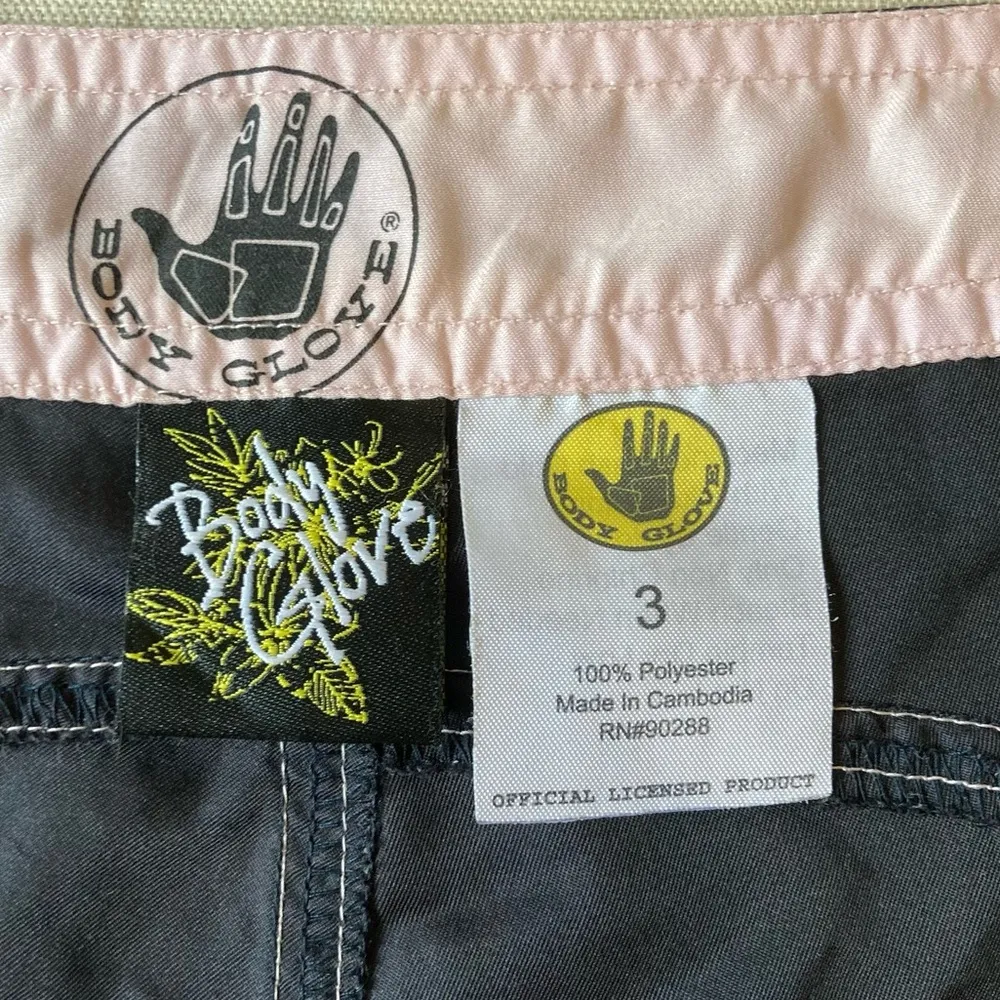 BODY GLOVE®
Body
Glove
BODY GLOVE
3
100% Polyester
Made In Cambodia
RN#90288
OFFICIAL LICENSED PRODUCT